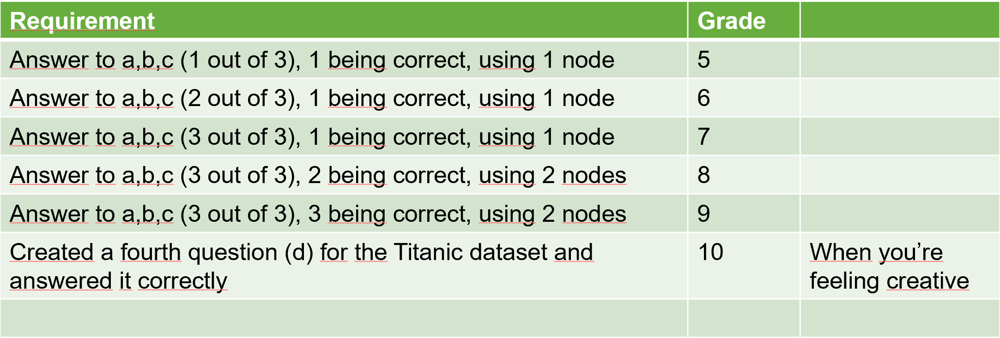 Requirement Grade
Answer to a,b,c (1 out of 3), 1 being correct, using 1 node 5
Answer to a,b,c (2 out of 3), 1 being correct, using 1 node 6
Answer to a,b,c (3 out of 3), 1 being correct, using 1 node 7
Answer to a,b,c (3 out of 3), 2 being correct, using 2 nodes 8
Answer to a,b,c (3 out of 3), 3 being correct, using 2 nodes 9
Created a fourth question (d) for the Titanic dataset and 10 When you’re
answered it correctly feeling creative